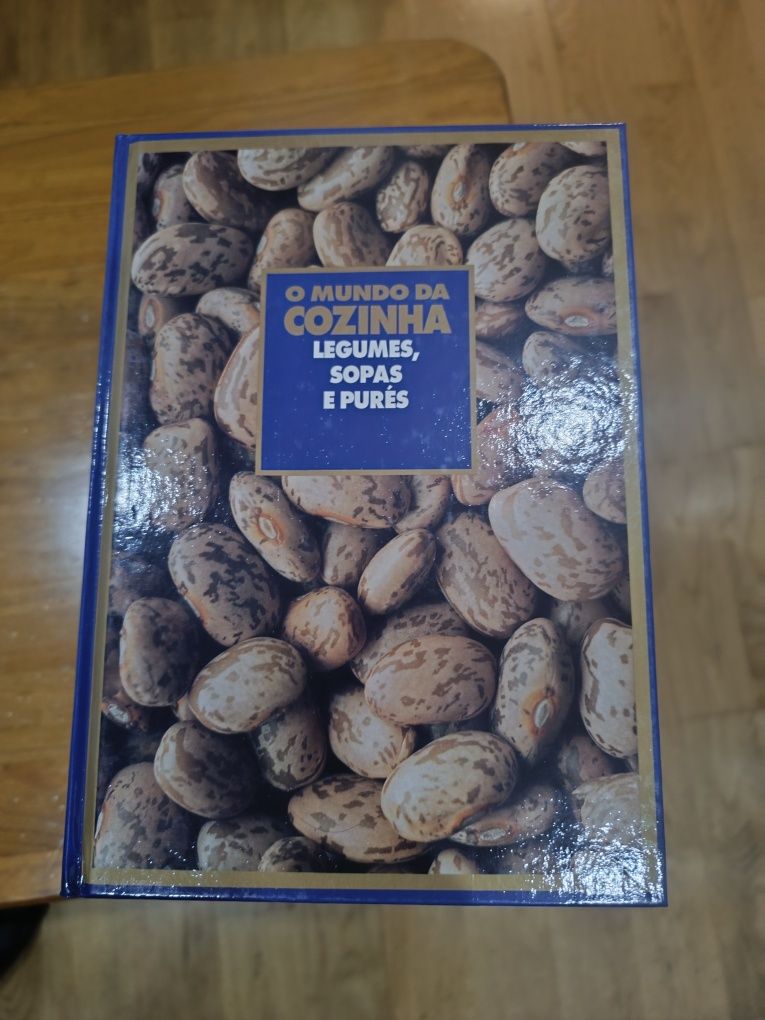 O MUNDO DA
COZINHA
LEGUMES,
SOPAS
E PURÉS